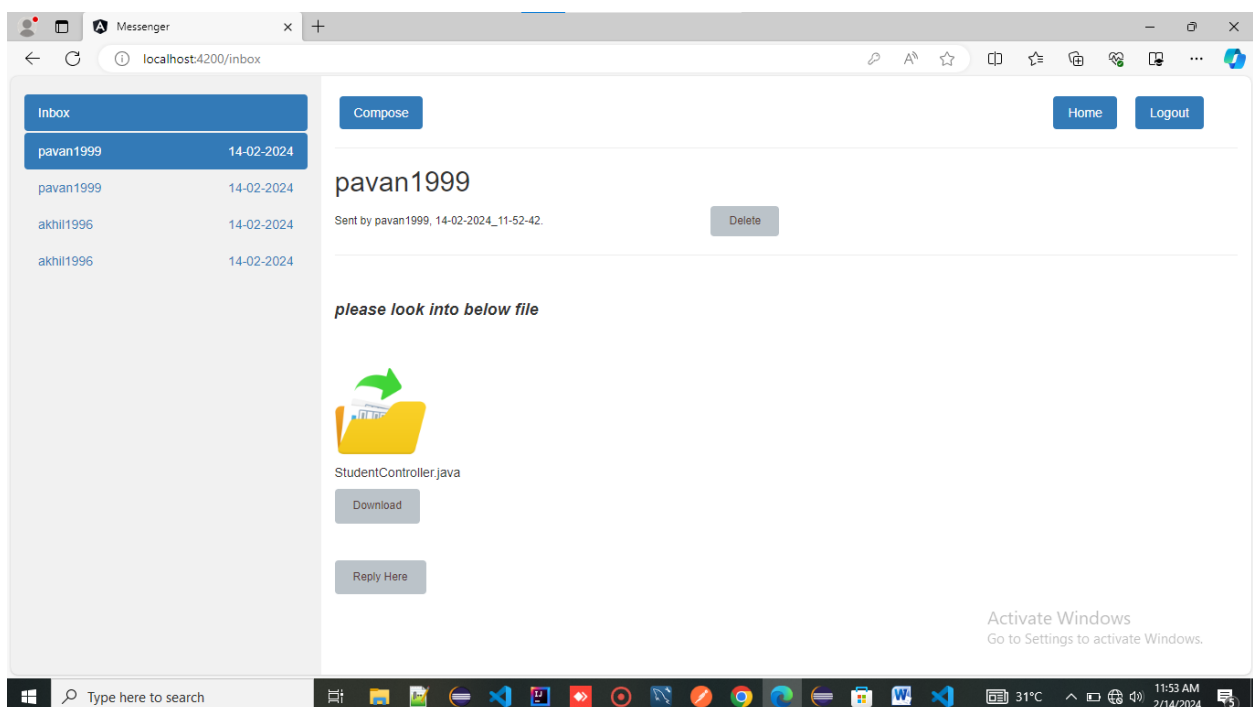 Messenger
localhost:4200/inbox
Inbox
pavan1999 14-02-2024
pavan1999 14-02-2024
akhil1996 14-02-2024
akhil1996 14-02-2024
Compose
Home
Logout
pavan1999
Sent by pavan1999, 14-02-2024_11-52-42.
Delete
please look into below file
StudentController.java
Download
Reply Here
Activate Windows
Go to Settings to activate Windows.
Type here to search
31°C
11:53 AM
2/14/2024